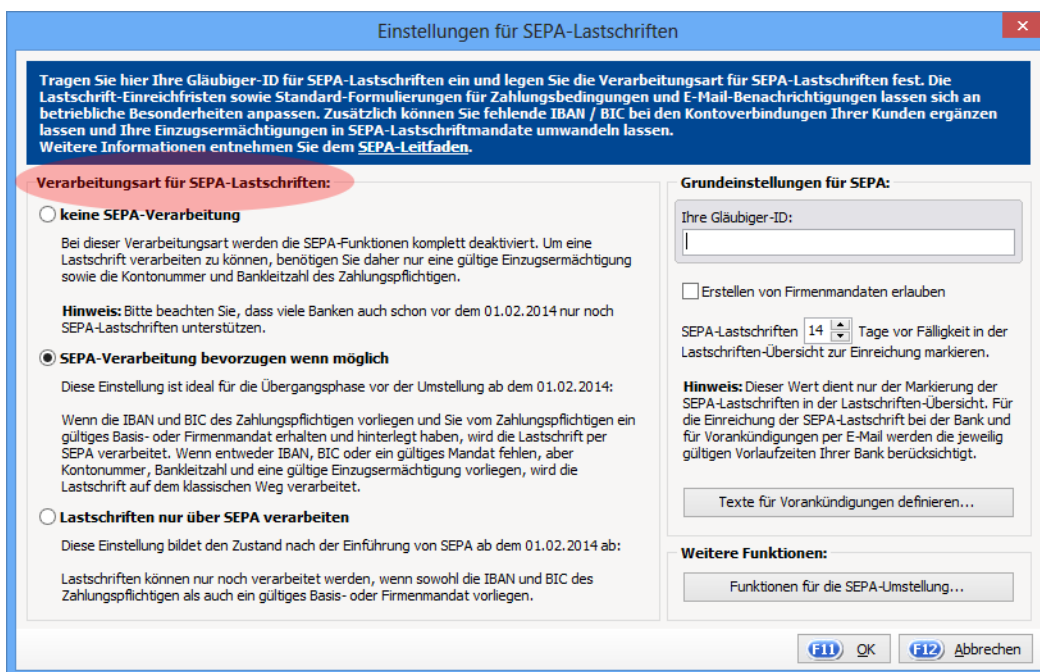 Einstellungen für SEPA-Lastschriften
Tragen Sie hier Ihre Gläubiger-ID für SEPA-Lastschriften ein und legen Sie die Verarbeitungsart für SEPA-Lastschriften fest. Die
Lastschrift-Einreichfristen sowie Standard-Formulierungen für Zahlungsbedingungen und E-Mail-Benachrichtigungen lassen sich an
betriebliche Besonderheiten anpassen. Zusätzlich können Sie fehlende IBAN / BIC bei den Kontoverbindungen Ihrer Kunden ergänzen
lassen und Ihre Einzugsermächtigungen in SEPA-Lastschriftmandate umwandeln lassen.
Weitere Informationen entnehmen Sie dem SEPA-Leitfaden.
Verarbeitungsart für SEPA-Lastschriften:
keine SEPA-Verarbeitung
Bei dieser Verarbeitungsart werden die SEPA-Funktionen komplett deaktiviert. Um eine
Lastschrift verarbeiten zu können, benötigen Sie daher nur eine gültige Einzugsermächtigung
sowie die Kontonummer und Bankleitzahl des Zahlungspflichtigen.
Hinweis: Bitte beachten Sie, dass viele Banken auch schon vor dem 01.02.2014 nur noch
SEPA-Lastschriften unterstützen.
SEPA-Verarbeitung bevorzugen wenn möglich
Diese Einstellung ist ideal für die Übergangsphase vor der Umstellung ab dem 01.02.2014:
Wenn die IBAN und BIC des Zahlungspflichtigen vorliegen und Sie vom Zahlungspflichtigen ein
gültiges Basis- oder Firmenmandat erhalten und hinterlegt haben, wird die Lastschrift per
SEPA verarbeitet. Wenn entweder IBAN, BIC oder ein gültiges Mandat fehlen, aber
Kontonummer, Bankleitzahl und eine gültige Einzugsermächtigung vorliegen, wird die
Lastschrift auf dem klassischen Weg verarbeitet.
Lastschriften nur über SEPA verarbeiten
Diese Einstellung bildet den Zustand nach der Einführung von SEPA ab dem 01.02.2014 ab:
Lastschriften können nur noch verarbeitet werden, wenn sowohl die IBAN und BIC des
Zahlungspflichtigen als auch ein gültiges Basis- oder Firmenmandat vorliegen.
Grundeinstellungen für SEPA:
Ihre Gläubiger-ID:
Erstellen von Firmenmandaten erlauben
SEPA-Lastschriften 14 Tage vor Fälligkeit in der
Lastschriften-Übersicht zur Einreichung markieren.
Hinweis: Dieser Wert dient nur der Markierung der
SEPA-Lastschriften in der Lastschriften-Übersicht. Für
die Einreichung der SEPA-Lastschrift bei der Bank und
für Vorankündigungen per E-Mail werden die jeweilig
gültigen Vorlaufzeiten Ihrer Bank berücksichtigt.
Texte für Vorankündigungen definieren...
Weitere Funktionen:
Funktionen für die SEPA-Umstellung...
F11 OK
F12 Abbrechen